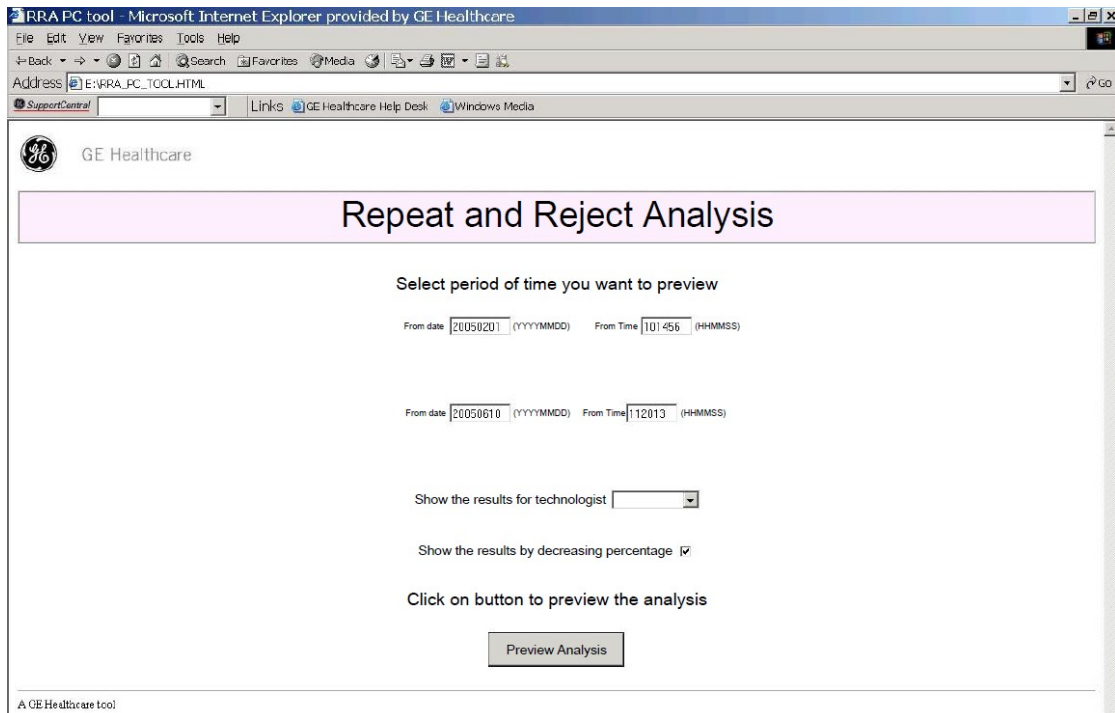 RRA PC tool - Microsoft Internet Explorer provided by GE Healthcare
File Edit View Favorites Tools Help
Back Search Favorites Media
Address E:\RRA_PC_TOOL.HTML Go
SupportCentral Links GE Healthcare Help Desk Windows Media
GE Healthcare
Repeat and Reject Analysis
Select period of time you want to preview
From date 20050201 (YYYYMMDD) From Time 101456 (HHMMSS)
From date 20050610 (YYYYMMDD) From Time 112013 (HHMMSS)
Show the results for technologist
Show the results by decreasing percentage
Click on button to preview the analysis
Preview Analysis
A GE Healthcare tool